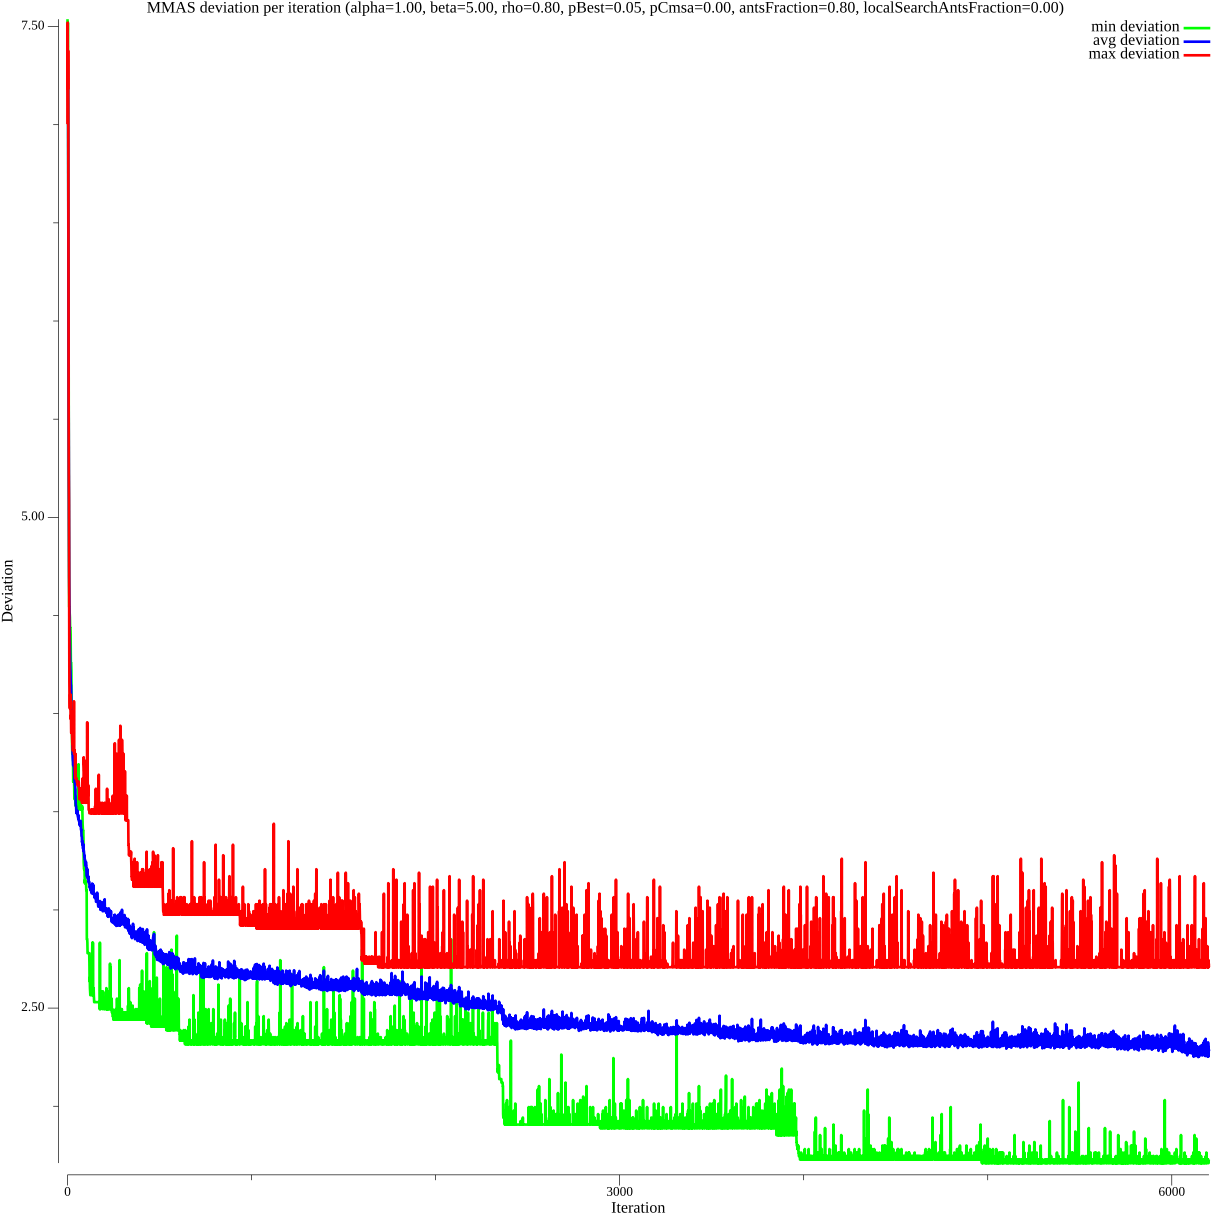 MMAS deviation per iteration (alpha=1.00, beta=5.00, rho=0.80, pBest=0.05, pCmsa=0.00, antsFraction=0.80, localSearchAntsFraction=0.00)
7.50
min deviation
avg deviation
max deviation
5.00
Deviation
2.50
0
3000
6000
Iteration